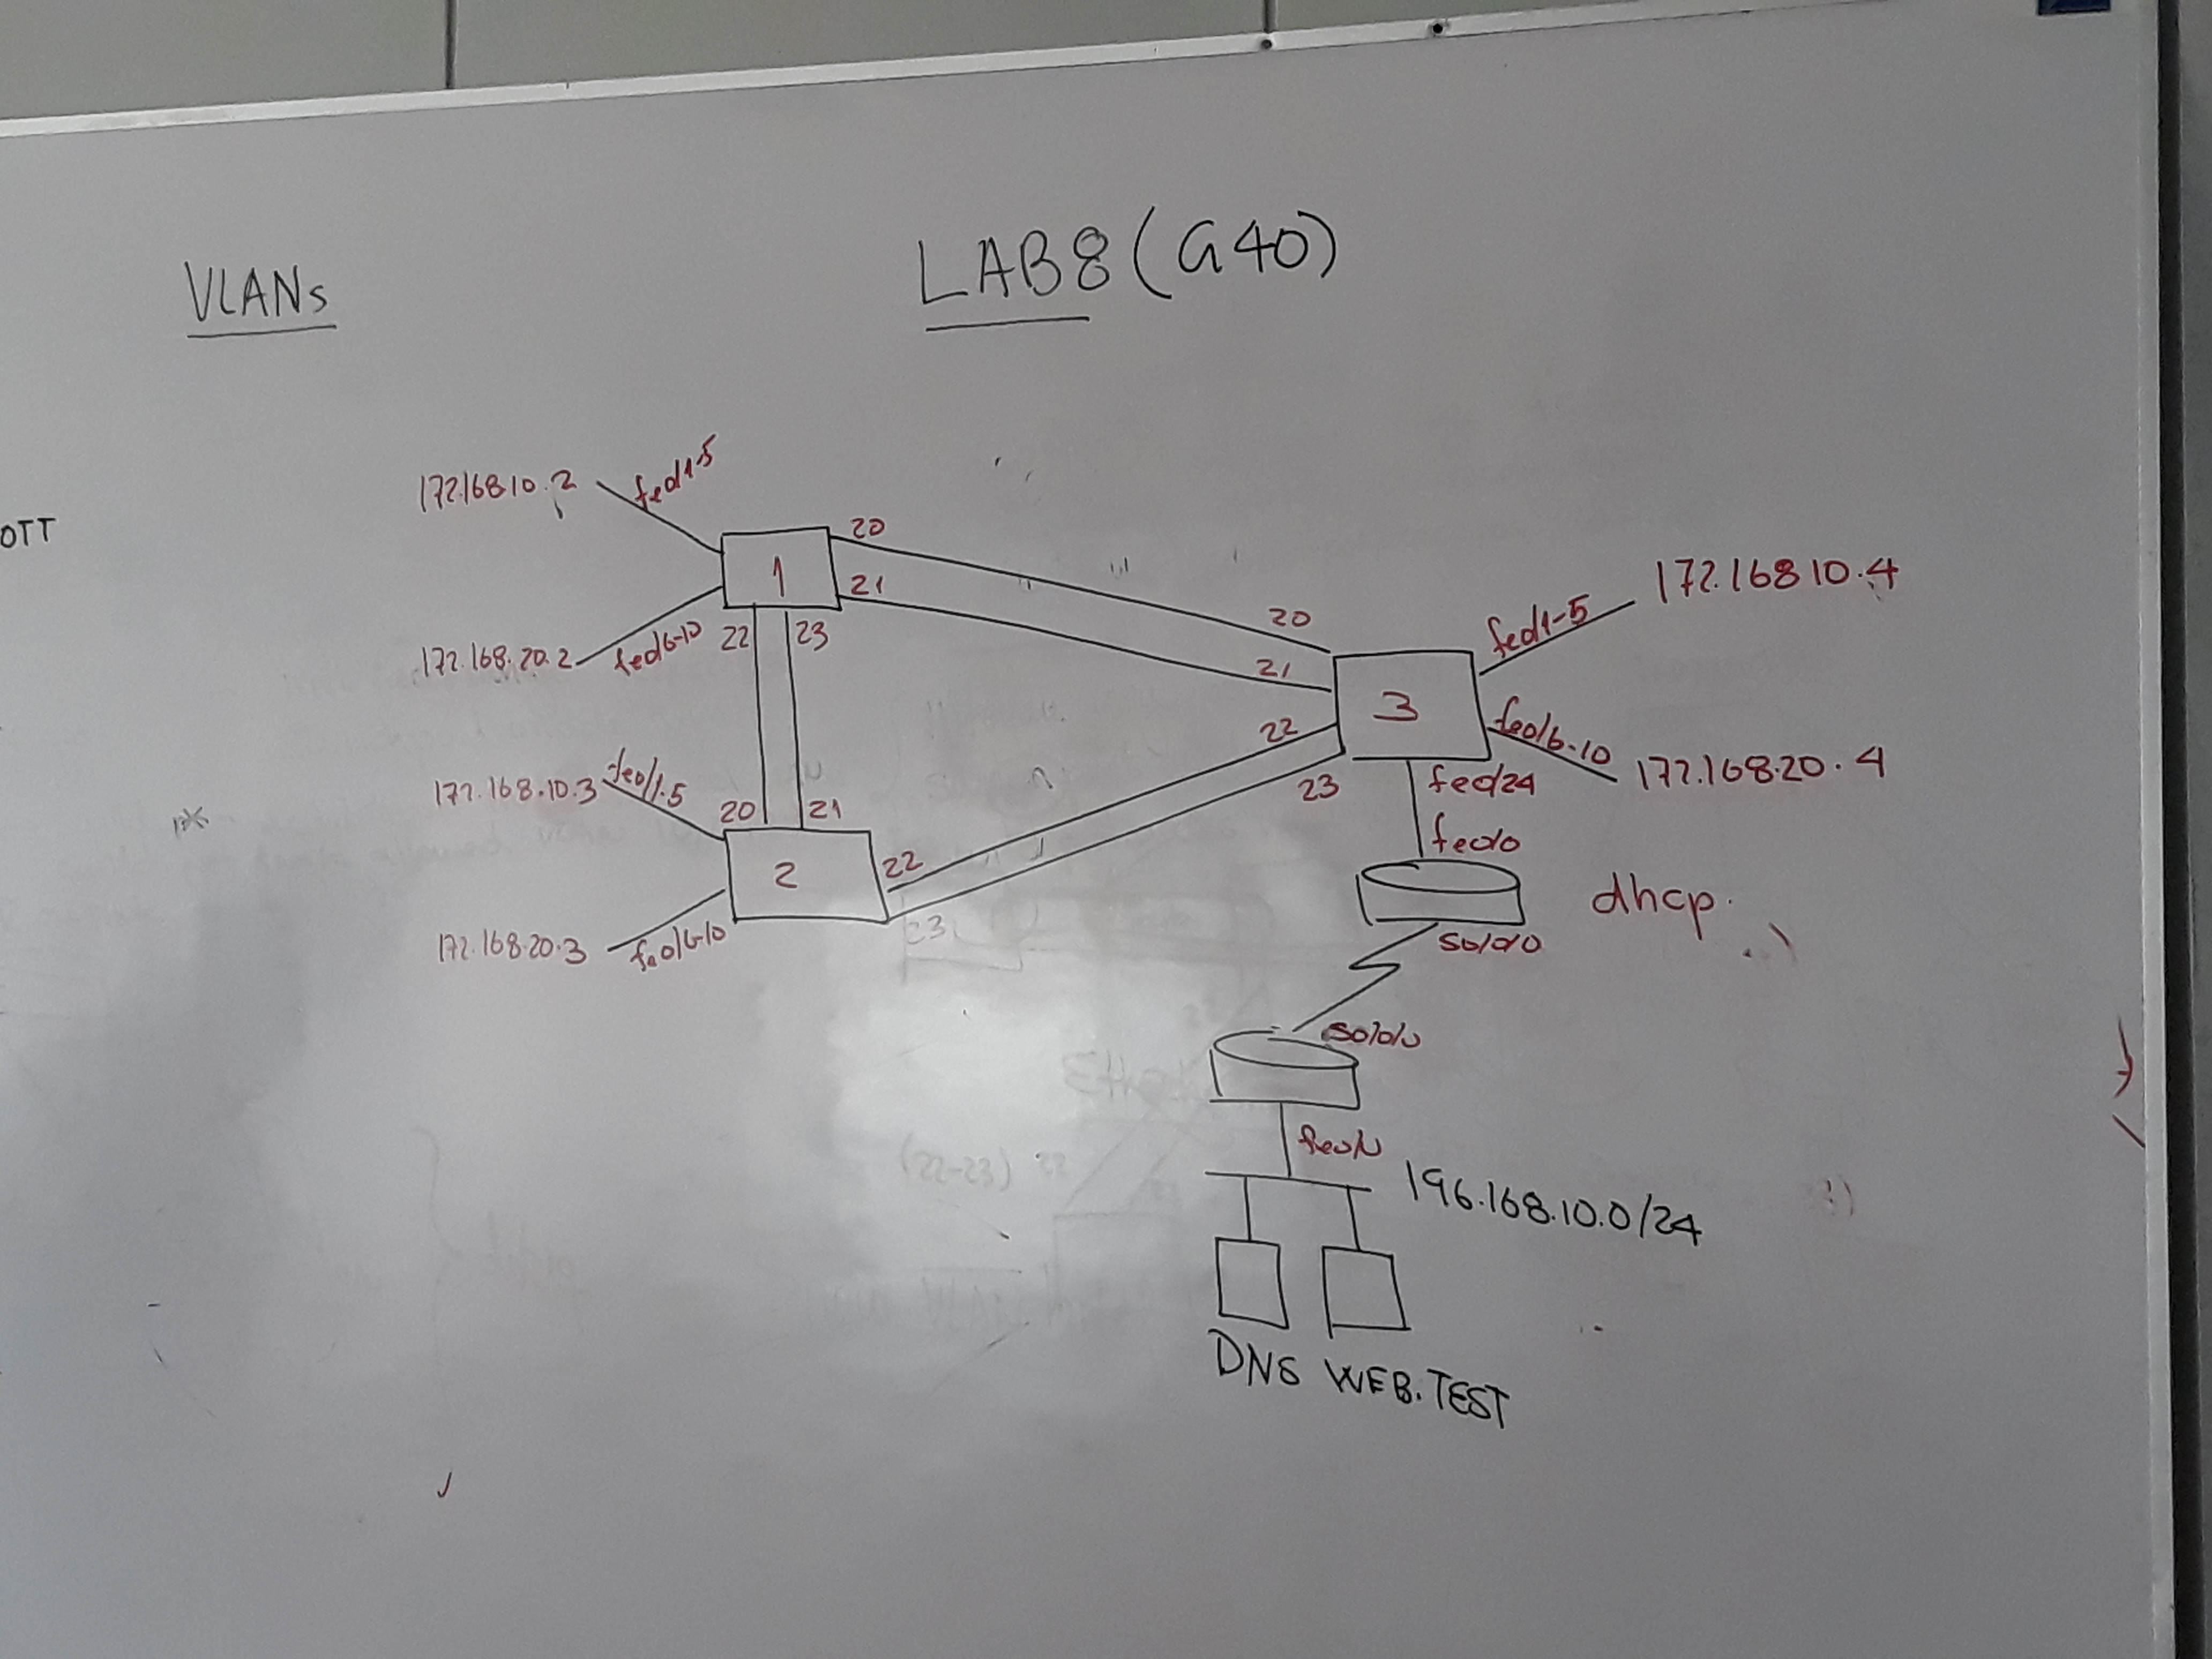 VLANs
LAB8 (G40)
OTT
172.168.10.2
fe0/1-5
1
20
21
22
23
172.168.20.2
fe0/6-10
20
21
22
23
3
fe0/1-5
172.168 10.4
fe0/6-10
172.168.20.4
172.168.10.3
fe0/1-5
20
21
2
22
23
172.168.20.3
fe0/6-10
fe0/24
fe0/0
dhcp.
s0/0/0
s0/0/0
fe0/0
196.168.10.0/24
(22-23) 22
DNS
WEB.TEST